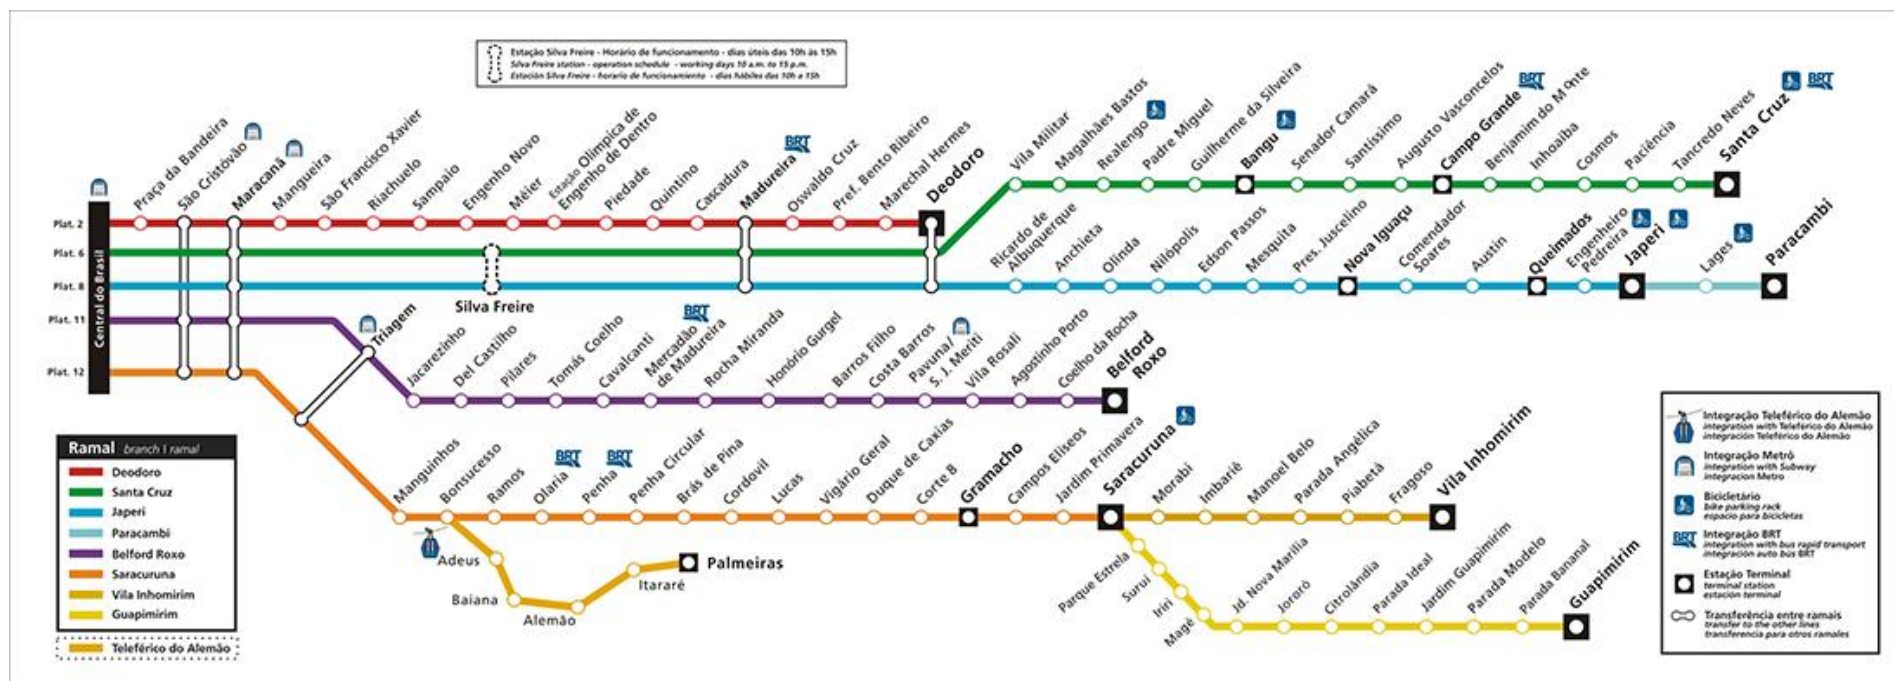 Estação Silva Freire - Horário de funcionamento - dias úteis das 10h às 15h
Silva Freire station - operation schedule - working days 10 a.m. to 15 p.m.
Estación Silva Freire - horario de funcionamiento - dias hábiles das 10h a 15h
Plat. 2
Plat. 6
Plat. 8
Plat. 11
Plat. 12
Central do Brasil
Praça da Bandeira
São Cristóvão
Maracanã
Mangueira
São Francisco Xavier
Riachuelo
Sampaio
Engenho Novo
Méier
Estação Olímpica de
Engenho de Dentro
Piedade
Quintino
Cascadura
Madureira
BRT
Oswaldo Cruz
Pref. Bento Ribeiro
Marechal Hermes
Deodoro
Vila Militar
Magalhães Bastos
Realengo
Padre Miguel
Guilherme da Silveira
Bangu
Senador Camará
Santíssimo
Augusto Vasconcelos
Campo Grande
BRT
Benjamim do Monte
Inhoaíba
Cosmos
Paciência
Tancredo Neves
Santa Cruz
BRT
Silva Freire
Ricardo de
Albuquerque
Anchieta
Olinda
Nilópolis
Edson Passos
Mesquita
Pres. Juscelino
Nova Iguaçu
Comendador
Soares
Austin
Queimados
Engenheiro
Pedreira
Japeri
Lages
Paracambi
Triagem
Jacarezinho
Del Castilho
Pilares
Tomás Coelho
Cavalcanti
Mercadão
de Madureira
BRT
Rocha Miranda
Honório Gurgel
Barros Filho
Costa Barros
Pavuna/
S. J. Meriti
Vila Rosali
Agostinho Porto
Coelho da Rocha
Belford
Roxo
Manguinhos
Bonsucesso
Ramos
Olaria
BRT
Penha
BRT
Penha Circular
Brás de Pina
Cordovil
Lucas
Vigário Geral
Duque de Caxias
Corte 8
Gramacho
Campos Elíseos
Jardim Primavera
Saracuruna
Morabi
Imbariê
Manoel Belo
Parada Angélica
Piabetá
Fragoso
Vila Inhomirim
Adeus
Baiana
Alemão
Itararé
Palmeiras
Parque Estrela
Suruí
Iriri
Magé
Jd. Nova Marília
Jororó
Citrolândia
Parada Ideal
Jardim Guapimirim
Parada Modelo
Parada Bananal
Guapimirim
Ramal branch | ramal
Deodoro
Santa Cruz
Japeri
Paracambi
Belford Roxo
Saracuruna
Vila Inhomirim
Guapimirim
Teleférico do Alemão
Integração Teleférico do Alemão
integration with Teleférico do Alemão
integración Teleférico do Alemão
Integração Metrô
integration with Subway
integracion Metro
Bicicletário
bike parking rack
espacio para bicicletas
BRT
Integração BRT
integration with bus rapid transport
integración auto bus BRT
Estação Terminal
terminal station
estación terminal
Transferência entre ramais
transfer to the other lines
transferencia para otros ramales